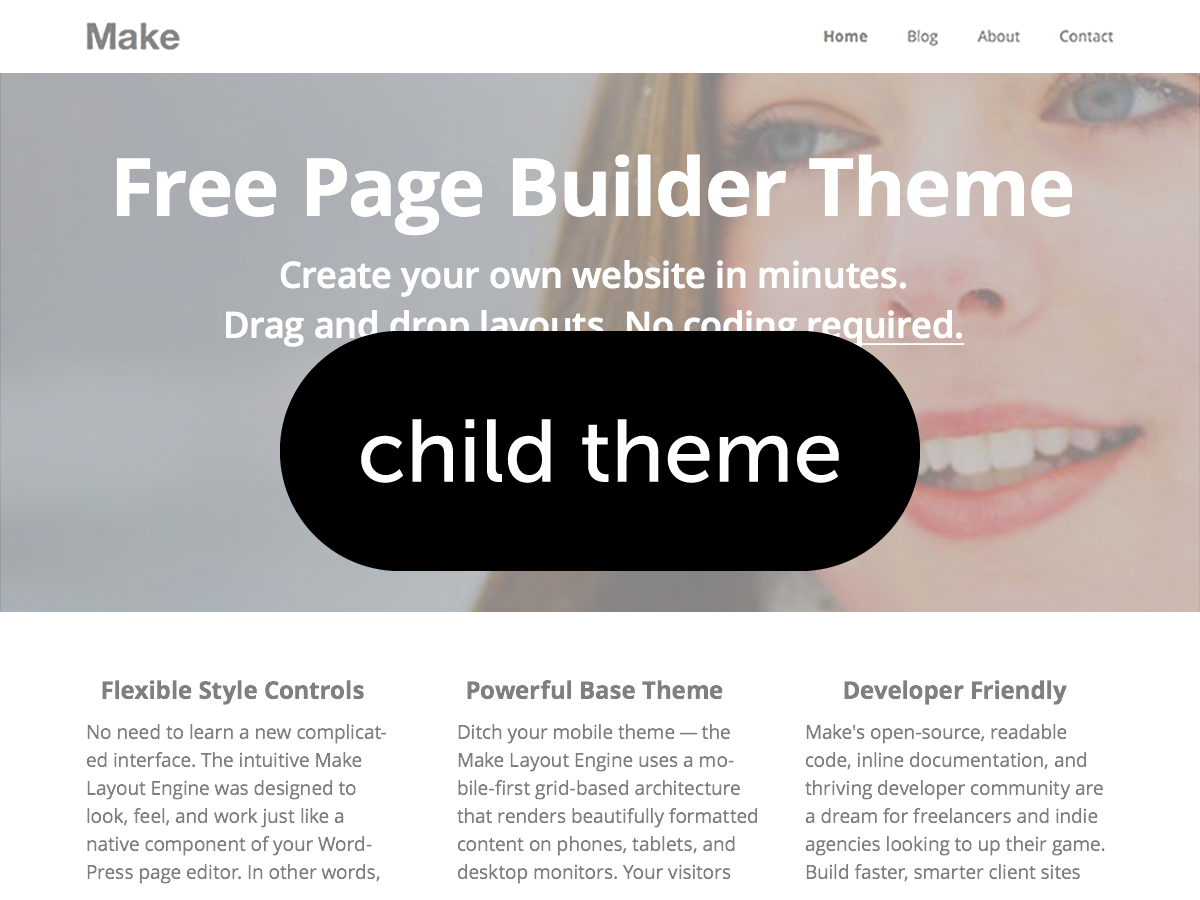 Make
Home Blog About Contact
Free Page Builder Theme
Create your own website in minutes.
Drag and drop layouts. No coding required.
child theme
Flexible Style Controls
No need to learn a new complicat-
ed interface. The intuitive Make
Layout Engine was designed to
look, feel, and work just like a
native component of your Word-
Press page editor. In other words,
Powerful Base Theme
Ditch your mobile theme — the
Make Layout Engine uses a mo-
bile-first grid-based architecture
that renders beautifully formatted
content on phones, tablets, and
desktop monitors. Your visitors
Developer Friendly
Make's open-source, readable
code, inline documentation, and
thriving developer community are
a dream for freelancers and indie
agencies looking to up their game.
Build faster, smarter client sites